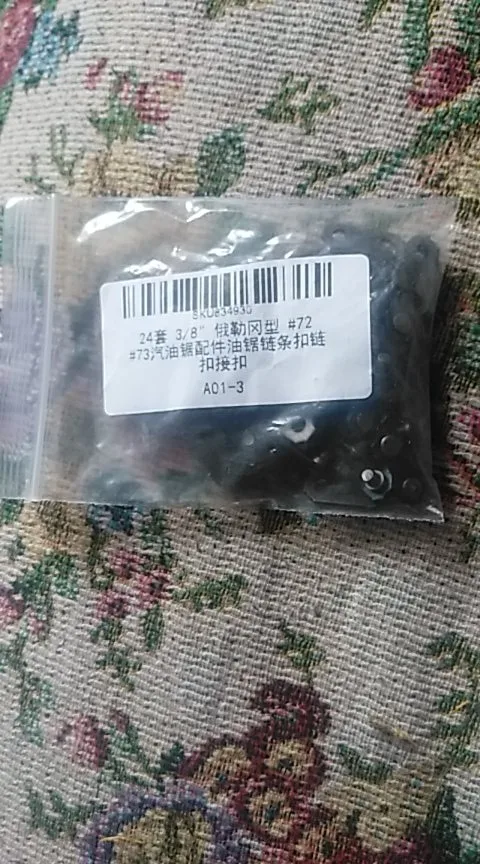 SKU834930
24套 3/8" 俄勒冈型 #72
#73汽油锯配件油锯链条扣链
扣接扣
A01-3